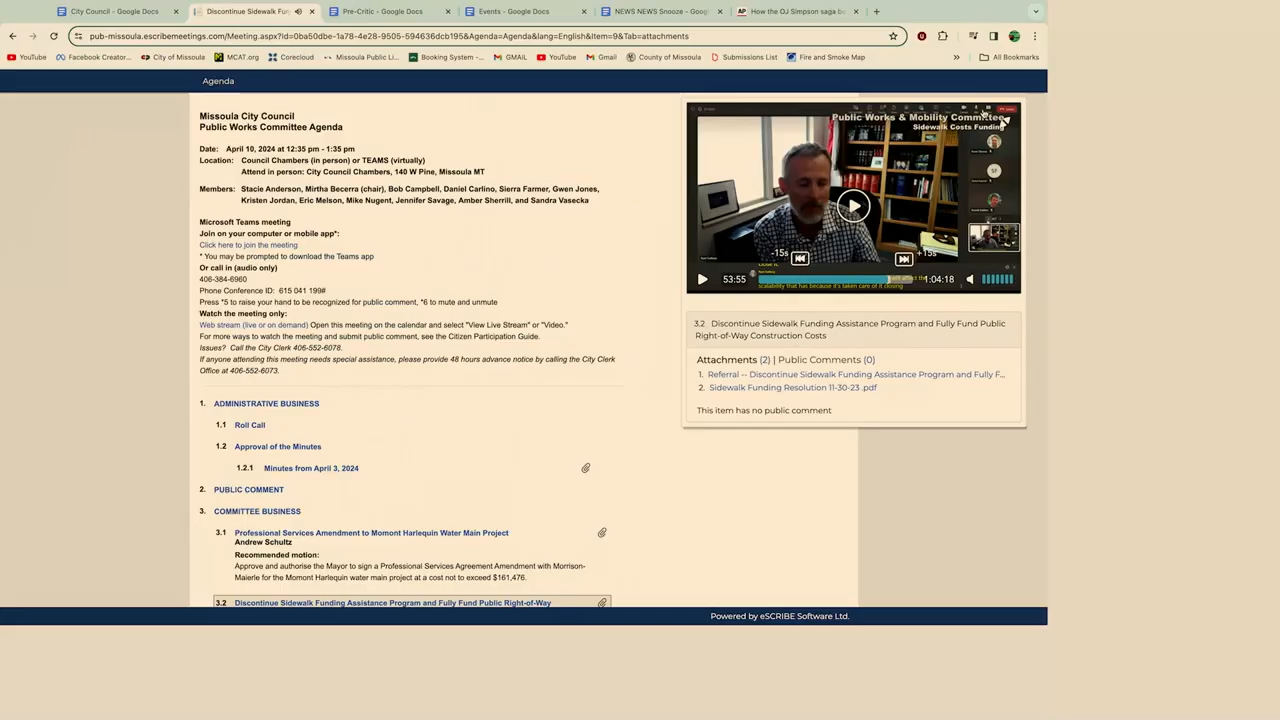 City Council - Google Docs
Discontinue Sidewalk Fun
Pre-Critic - Google Docs
Events - Google Docs
NEWS NEWS Snooze - Goog
How the OJ Simpson saga be
pub-missoula.escribemeetings.com/Meeting.aspx?id=0ba50dbe-1a78-4e28-9505-594636dcb195&Agenda=Agenda&lang=English&Item=9&Tab=attachments
YouTube
Facebook Creator...
City of Missoula
MCAT.org
Corecloud
Missoula Public Li...
Booking System -...
GMAIL
YouTube
Gmail
County of Missoula
Submissions List
Fire and Smoke Map
»
All Bookmarks
Agenda
Missoula City Council
Public Works Committee Agenda
Date: April 10, 2024 at 12:35 pm - 1:35 pm
Location: Council Chambers (in person) or TEAMS (virtually)
Attend in person: City Council Chambers, 140 W Pine, Missoula MT
Members: Stacie Anderson, Mirtha Becerra (chair), Bob Campbell, Daniel Carlino, Sierra Farmer, Gwen Jones,
Kristen Jordan, Eric Melson, Mike Nugent, Jennifer Savage, Amber Sherrill, and Sandra Vasecka
Microsoft Teams meeting
Join on your computer or mobile app*:
Click here to join the meeting
* You may be prompted to download the Teams app
Or call in (audio only)
406-384-6960
Phone Conference ID: 615 041 199#
Press *5 to raise your hand to be recognized for public comment, *6 to mute and unmute
Watch the meeting only:
Web stream (live or on demand) Open this meeting on the calendar and select "View Live Stream" or "Video."
For more ways to watch the meeting and submit public comment, see the Citizen Participation Guide.
Issues? Call the City Clerk 406-552-6078.
If anyone attending this meeting needs special assistance, please provide 48 hours advance notice by calling the City Clerk
Office at 406-552-6073.
1. ADMINISTRATIVE BUSINESS
1.1 Roll Call
1.2 Approval of the Minutes
1.2.1 Minutes from April 3, 2024
2. PUBLIC COMMENT
3. COMMITTEE BUSINESS
3.1 Professional Services Amendment to Momont Harlequin Water Main Project
Andrew Schultz
Recommended motion:
Approve and authorise the Mayor to sign a Professional Services Agreement Amendment with Morrison-
Maierle for the Momont Harlequin water main project at a cost not to exceed $161,476.
3.2 Discontinue Sidewalk Funding Assistance Program and Fully Fund Public Right-of-Way
Public Works & Mobility Committee
Sidewalk Costs Funding
SF
-15s
+15s
53:55
1:04:18
scalability that has because it's taken care of it closing
3.2 Discontinue Sidewalk Funding Assistance Program and Fully Fund Public
Right-of-Way Construction Costs
Attachments (2) | Public Comments (0)
1. Referral -- Discontinue Sidewalk Funding Assistance Program and Fully F...
2. Sidewalk Funding Resolution 11-30-23 .pdf
This item has no public comment
Powered by eSCRIBE Software Ltd.